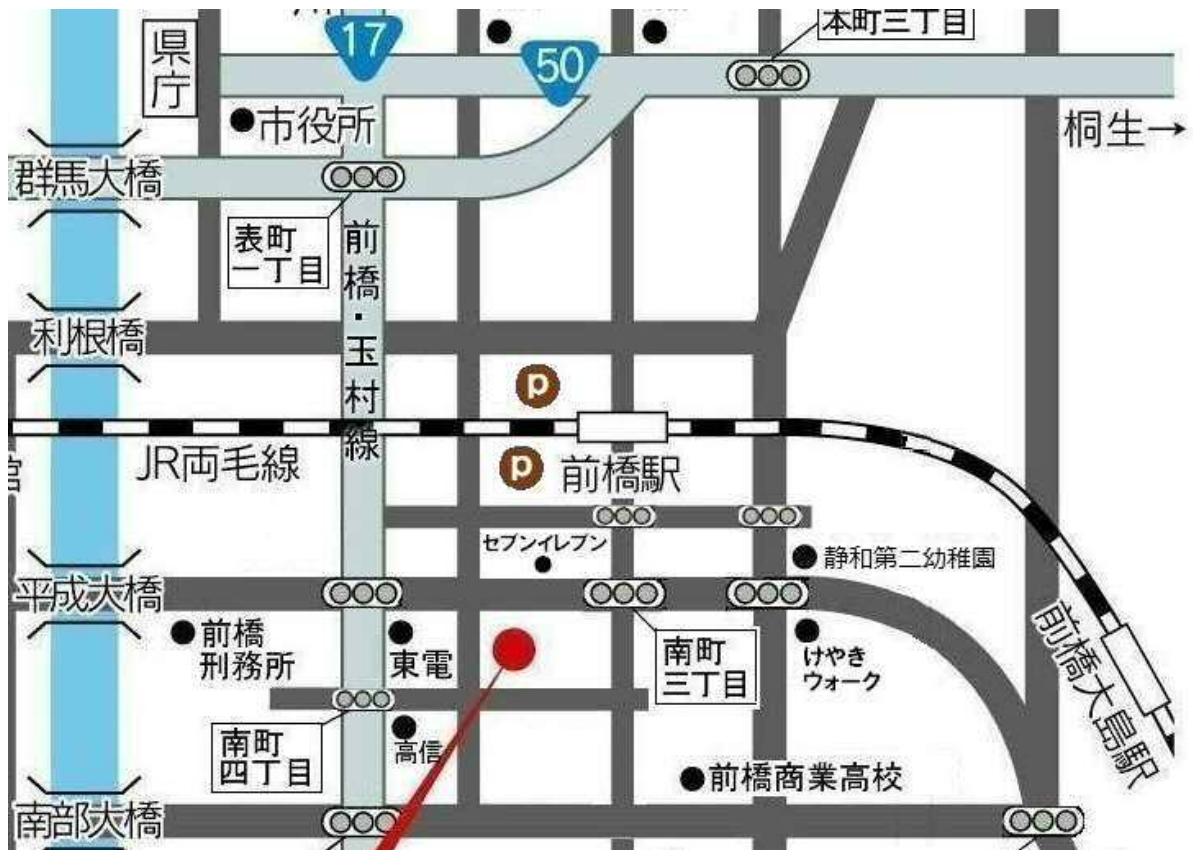 17
50
本町三丁目
県
庁
市役所
桐生→
群馬大橋
表町
一丁目
前橋・玉村線
利根橋
P
JR両毛線
P
前橋駅
セブンイレブン
静和第二幼稚園
平成大橋
前橋
刑務所
東電
南町
三丁目
けやき
ウォーク
前橋大島駅
南町
四丁目
高信
前橋商業高校
南部大橋